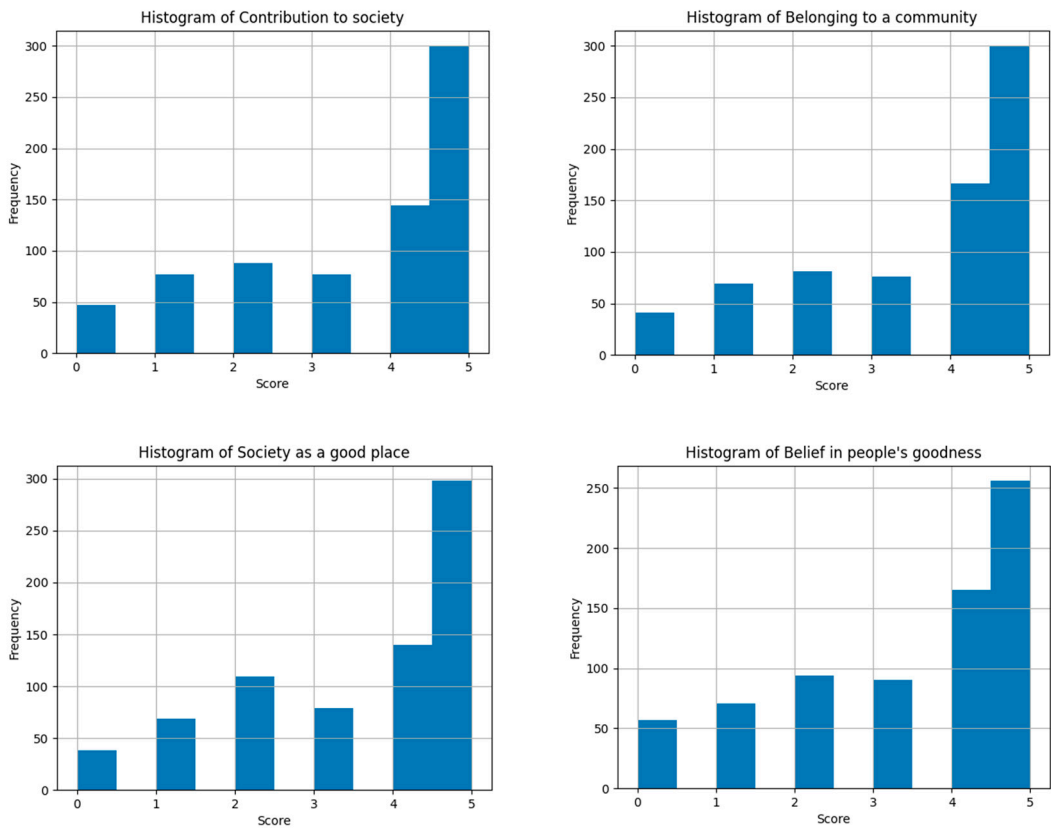 Histogram of Contribution to society
300
250
200
150
100
50
0
Frequency
0 1 2 3 4 5
Score
Histogram of Belonging to a community
300
250
200
150
100
50
0
Frequency
0 1 2 3 4 5
Score
Histogram of Society as a good place
300
250
200
150
100
50
0
Frequency
0 1 2 3 4 5
Score
Histogram of Belief in people's goodness
250
200
150
100
50
0
Frequency
0 1 2 3 4 5
Score